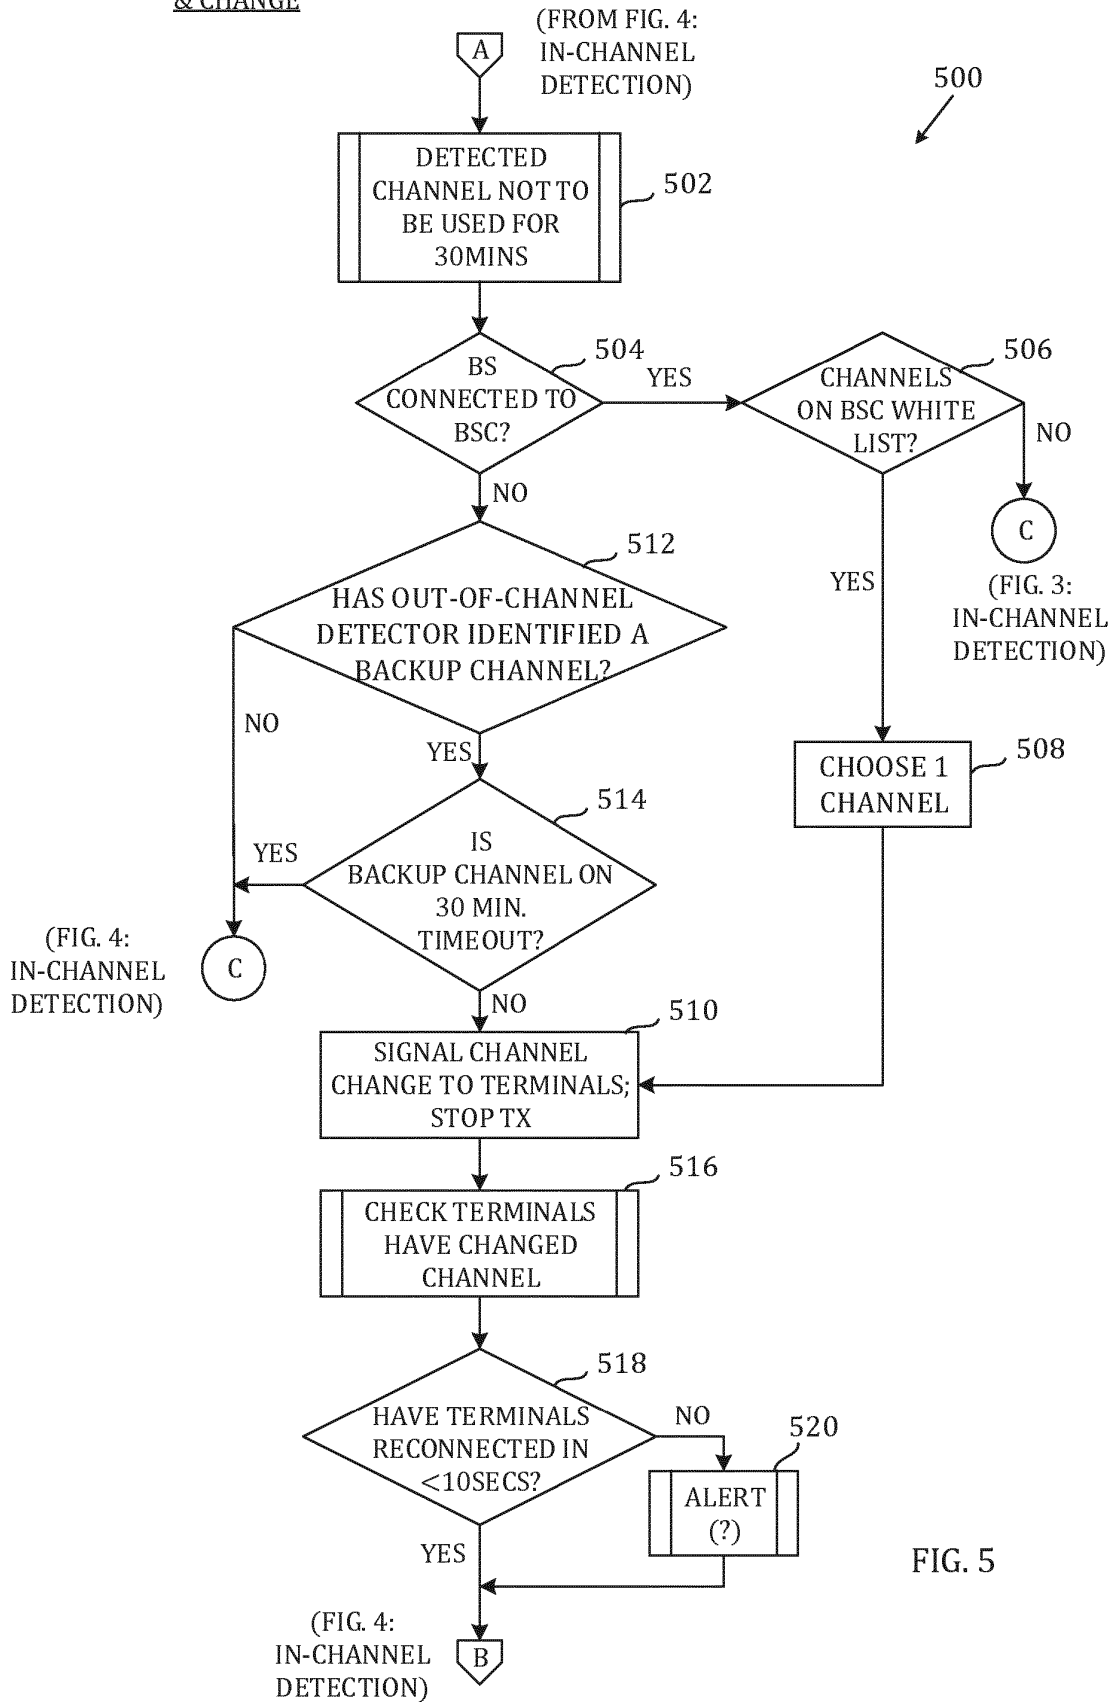 & CHANGE
(FROM FIG. 4:
IN-CHANNEL
DETECTION)
A
500
DETECTED
CHANNEL NOT TO
BE USED FOR
30MINS
502
BS
CONNECTED TO
BSC?
504
YES
CHANNELS
ON BSC WHITE
LIST?
506
NO
C
(FIG. 3:
IN-CHANNEL
DETECTION)
NO
HAS OUT-OF-CHANNEL
DETECTOR IDENTIFIED A
BACKUP CHANNEL?
512
YES
CHOOSE 1
CHANNEL
508
NO
YES
IS
BACKUP CHANNEL ON
30 MIN.
TIMEOUT?
514
YES
(FIG. 4:
IN-CHANNEL
DETECTION)
C
NO
SIGNAL CHANNEL
CHANGE TO TERMINALS;
STOP TX
510
CHECK TERMINALS
HAVE CHANGED
CHANNEL
516
HAVE TERMINALS
RECONNECTED IN
<10SECS?
518
NO
ALERT
(?)
520
YES
FIG. 5
(FIG. 4:
IN-CHANNEL
DETECTION)
B